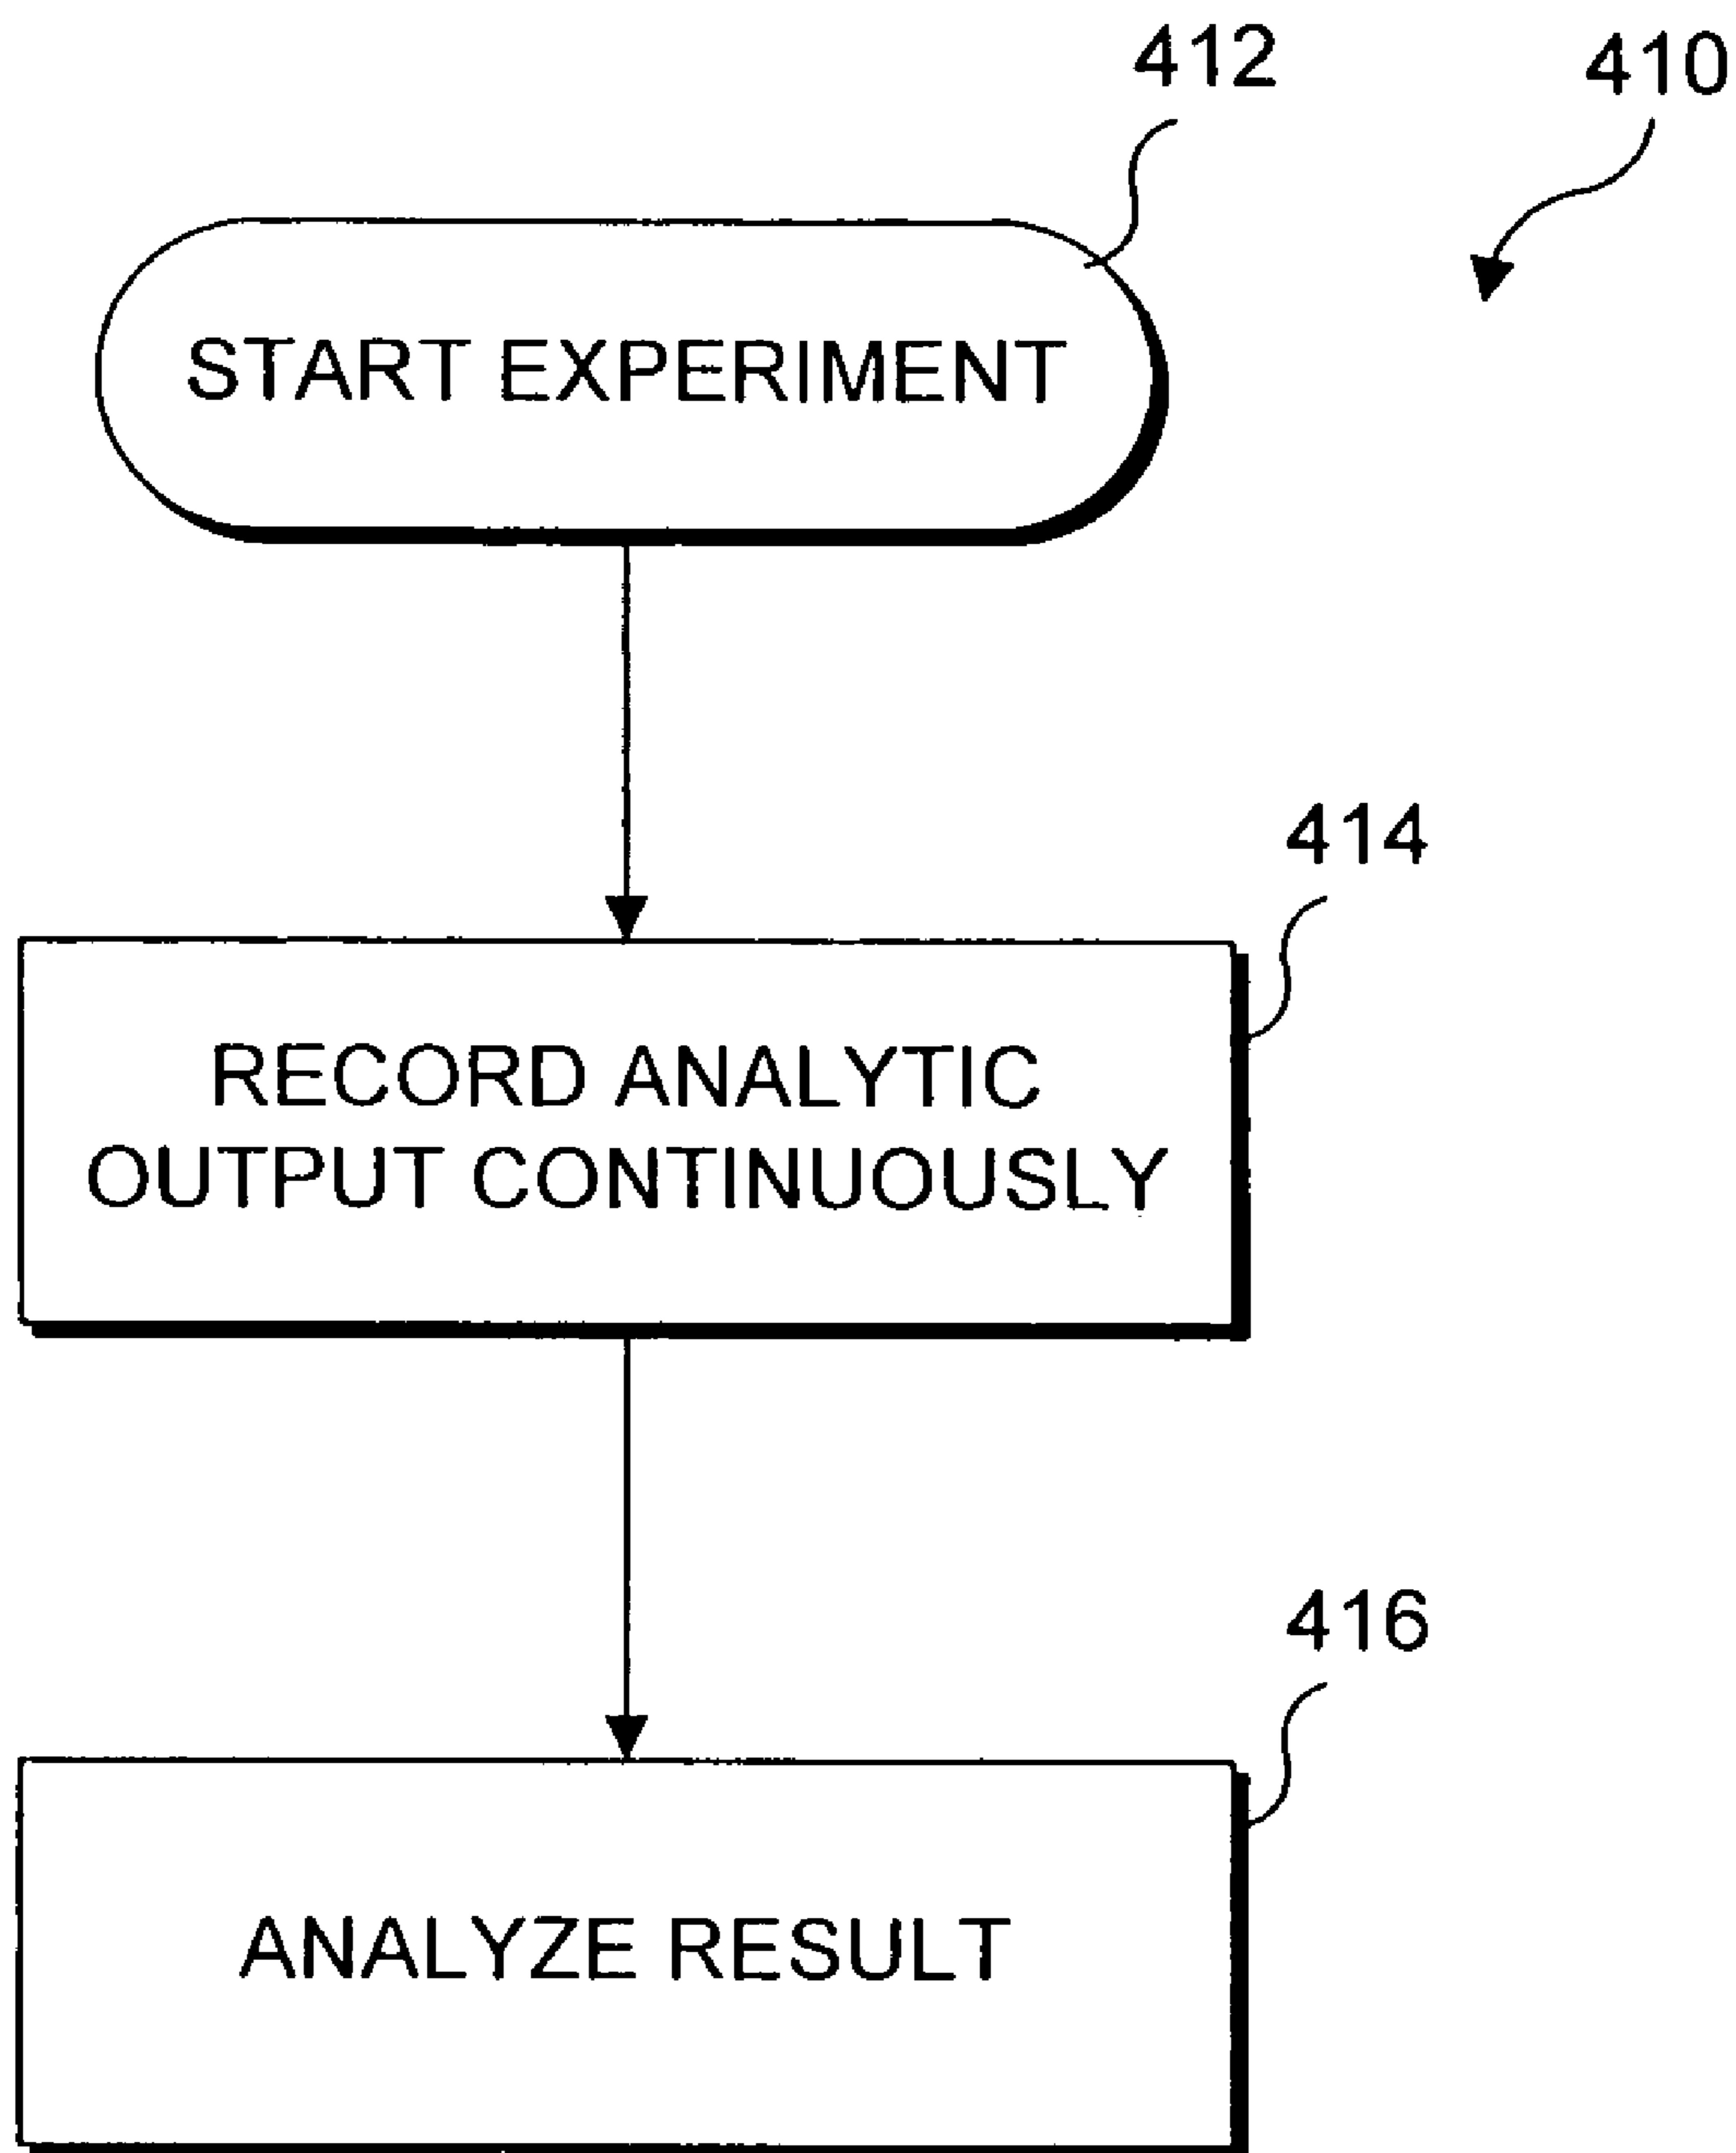 412
410
START EXPERIMENT
414
RECORD ANALYTIC
OUTPUT CONTINUOUSLY
416
ANALYZE RESULT